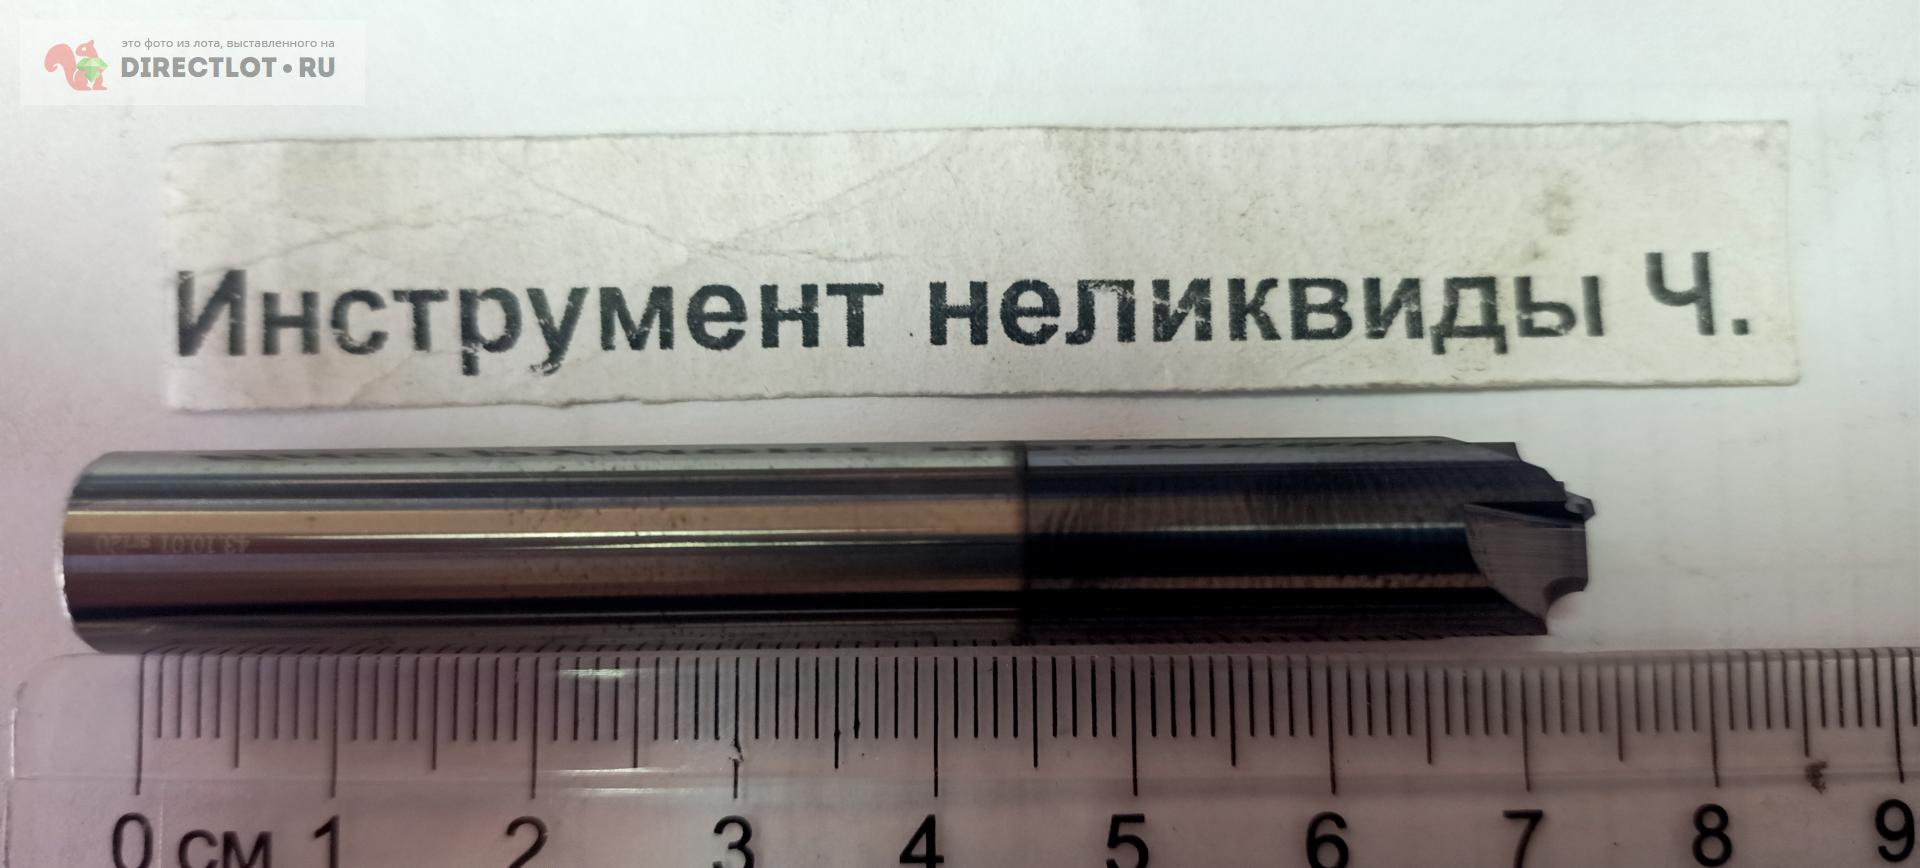 это фото из лота, выставленного на
DIRECTLOT•RU
Инструмент неликвиды Ч.
0 см 1 2 3 4 5 6 7 8 9